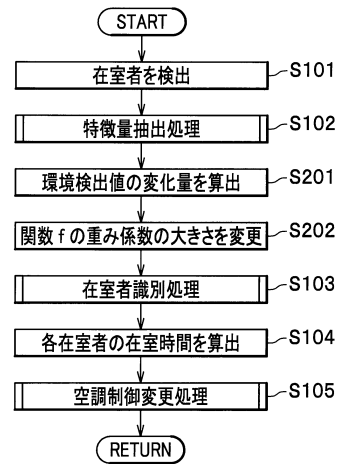 START
在室者を検出
S101
特徴量抽出処理
S102
環境検出値の変化量を算出
S201
関数fの重み係数の大きさを変更
S202
在室者識別処理
S103
各在室者の在室時間を算出
S104
空調制御変更処理
S105
RETURN